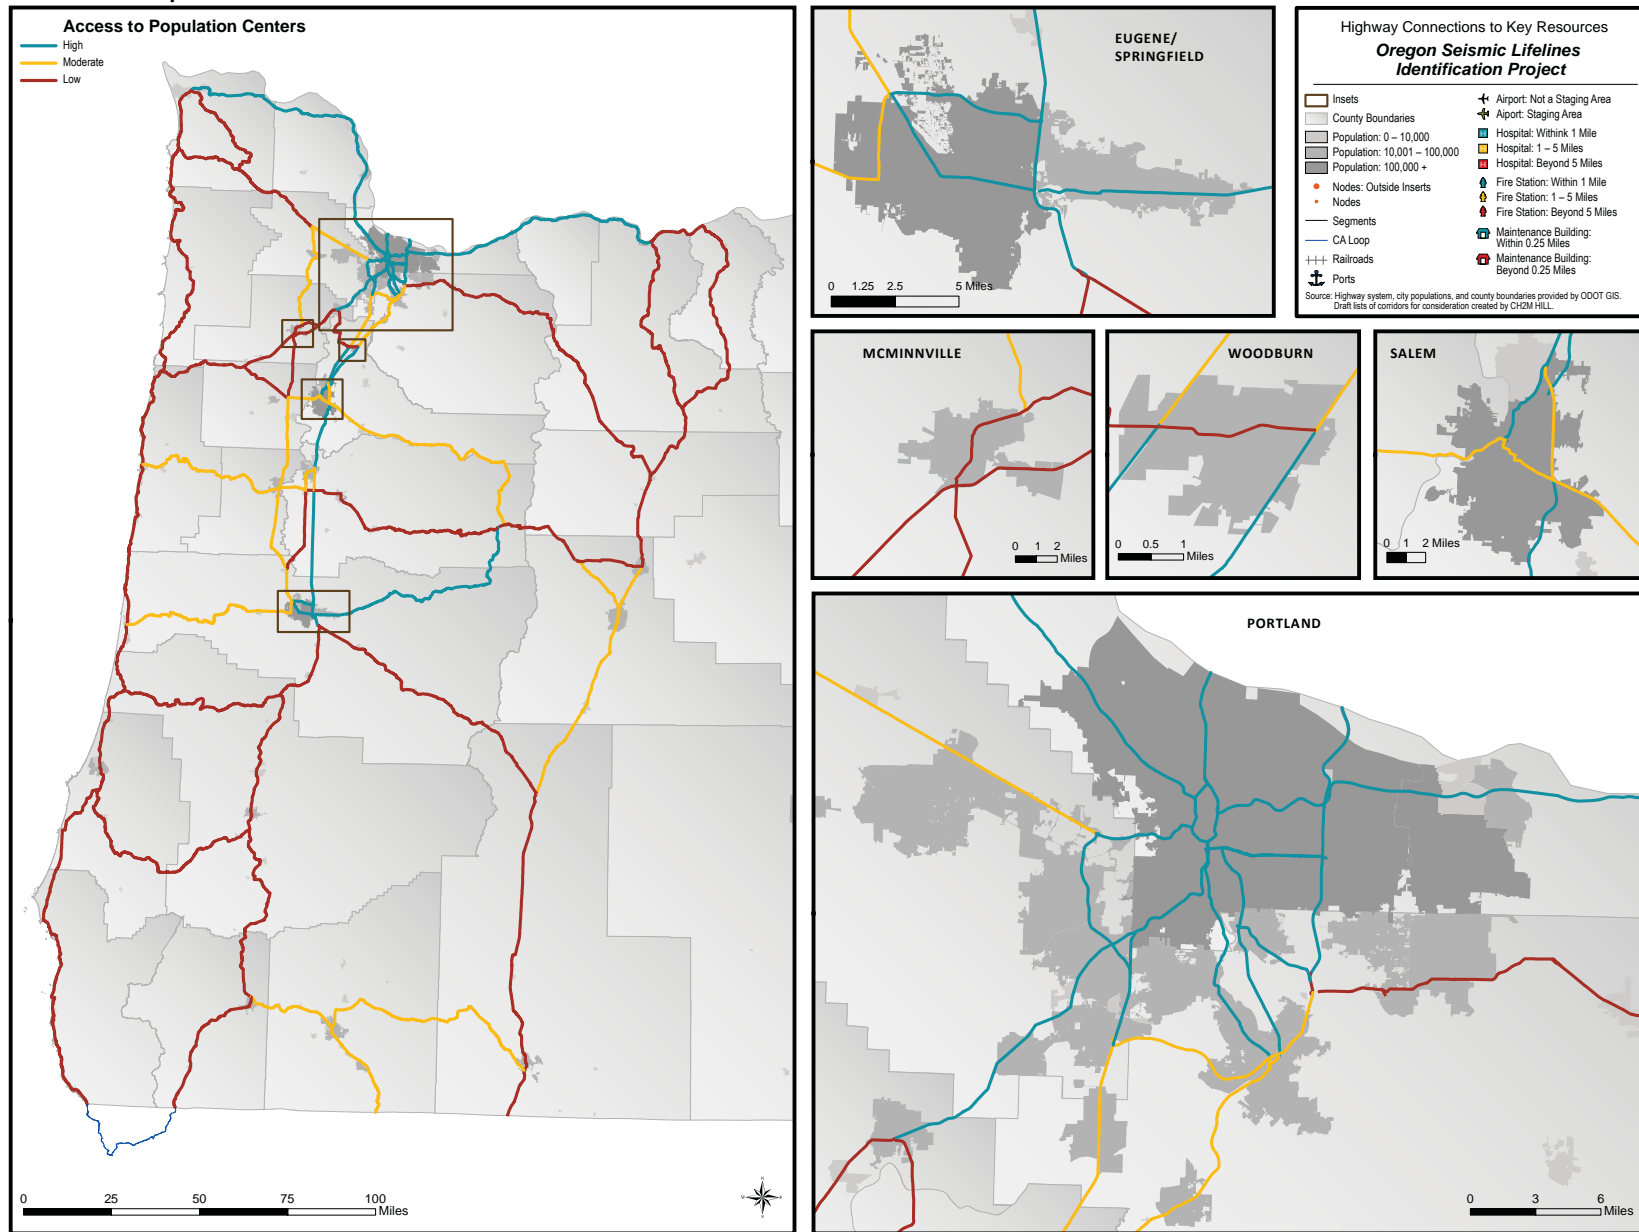 Access to Population Centers
High
Moderate
Low
0 25 50 75 100
Miles
EUGENE/
SPRINGFIELD
0 1.25 2.5 5 Miles
Highway Connections to Key Resources
Oregon Seismic Lifelines
Identification Project
Insets
County Boundaries
Population: 0 – 10,000
Population: 10,001 – 100,000
Population: 100,000 +
Nodes: Outside Inserts
Nodes
Segments
CA Loop
Railroads
Ports
Airport: Not a Staging Area
Aiport: Staging Area
Hospital: Withink 1 Mile
Hospital: 1 – 5 Miles
Hospital: Beyond 5 Miles
Fire Station: Within 1 Mile
Fire Station: 1 – 5 Miles
Fire Station: Beyond 5 Miles
Maintenance Building:
Within 0.25 Miles
Maintenance Building:
Beyond 0.25 Miles
Source: Highway system, city populations, and county boundaries provided by ODOT GIS.
Draft lists of corridors for consideration created by CH2M HILL.
MCMINNVILLE
0 1 2
Miles
WOODBURN
0 0.5 1
Miles
SALEM
0 1 2 Miles
PORTLAND
0 3 6
Miles